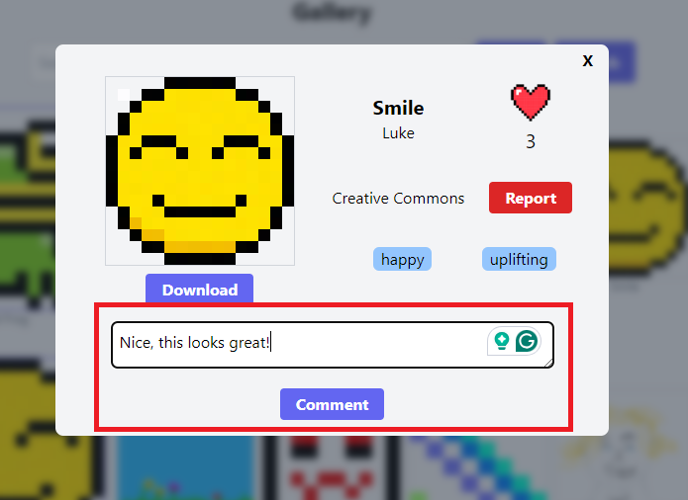 Gallery
X
Smile
Luke
3
Creative Commons
Report
happy
uplifting
Download
Nice, this looks great!
Comment